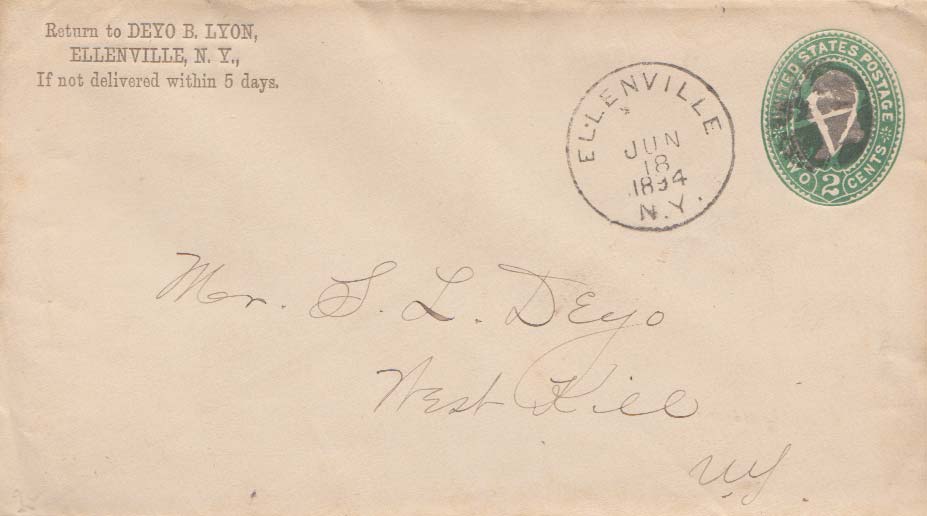 Return to DEYO B. LYON,
ELLENVILLE, N. Y.,
If not delivered within 5 days.
ELLENVILLE
JUN
18
1894
N.Y.
UNITED STATES POSTAGE
TWO 2 CENTS
Mr. S. L. Deyo
West Kill
N.Y.